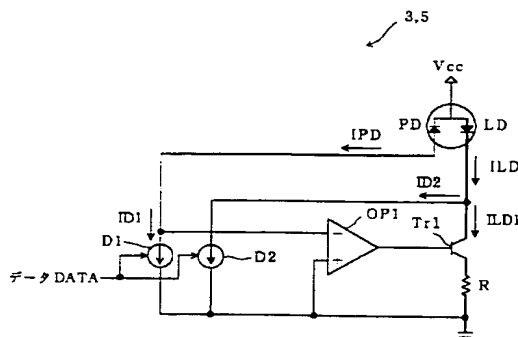 3,5
Vcc
PD
LD
IPD
ILD
ID2
ID1
OP1
ILD1
Tr1
D1
D2
データDATA
R